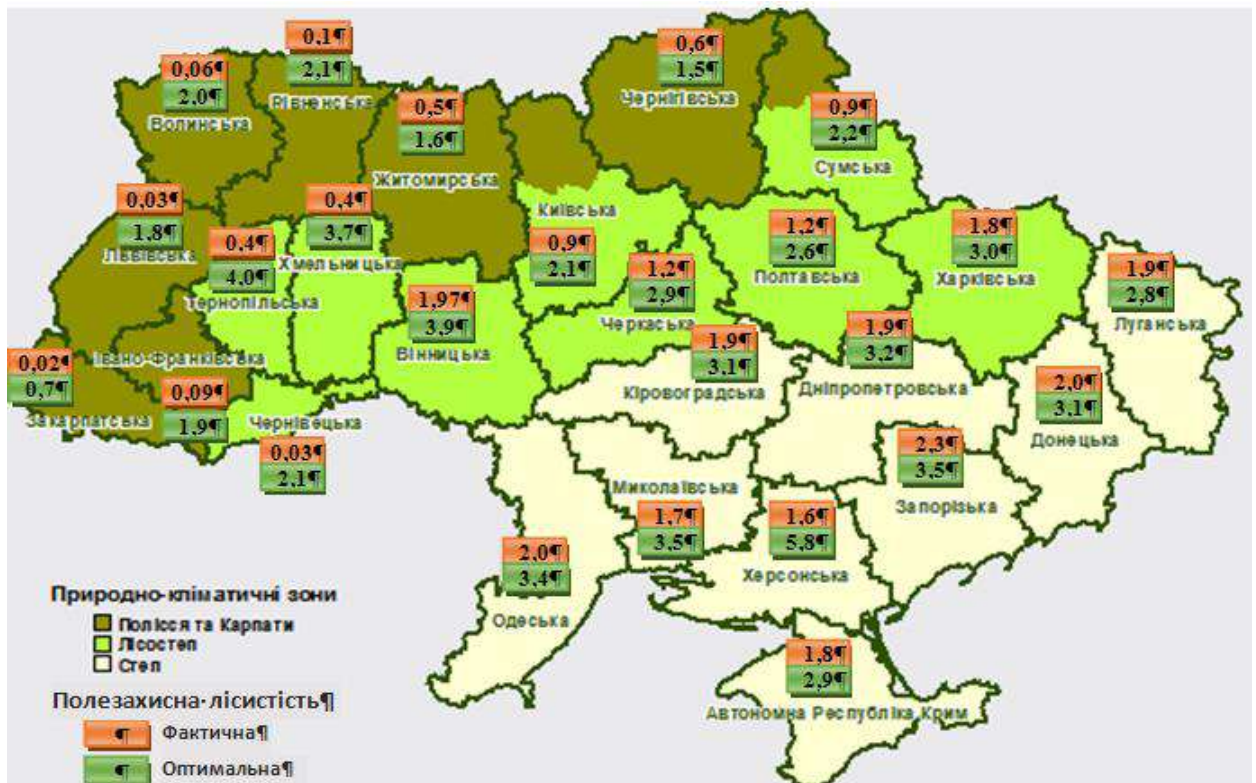 0,1¶
2,1¶
Рівненська
0,06¶
2,0¶
Волинська
0,5¶
1,6¶
Житомирська
0,6¶
1,5¶
Чернігівська
0,9¶
2,2¶
Сумська
0,03¶
1,8¶
Львівська
0,4¶
4,0¶
Тернопільська
0,4¶
3,7¶
Хмельницька
Київська
0,9¶
2,1¶
1,2¶
2,9¶
Черкаська
1,2¶
2,6¶
Полтавська
1,8¶
3,0¶
Харківська
1,9¶
2,8¶
Луганська
1,97¶
3,9¶
Вінницька
0,02¶
0,7¶
Закарпатська
Івано-Франківська
0,09¶
1,9¶
Чернівецька
0,03¶
2,1¶
1,9¶
3,1¶
Кіровоградська
1,9¶
3,2¶
Дніпропетровська
2,0¶
3,1¶
Донецька
2,3¶
3,5¶
Запорізька
Миколаївська
1,7¶
3,5¶
1,6¶
5,8¶
Херсонська
2,0¶
3,4¶
Одеська
1,8¶
2,9¶
Автономна Республіка Крим
Природно-кліматичні зони
Полісся та Карпати
Лісостеп
Степ
Полезахисна·лісистість¶
¶ Фактична¶
¶ Оптимальна¶